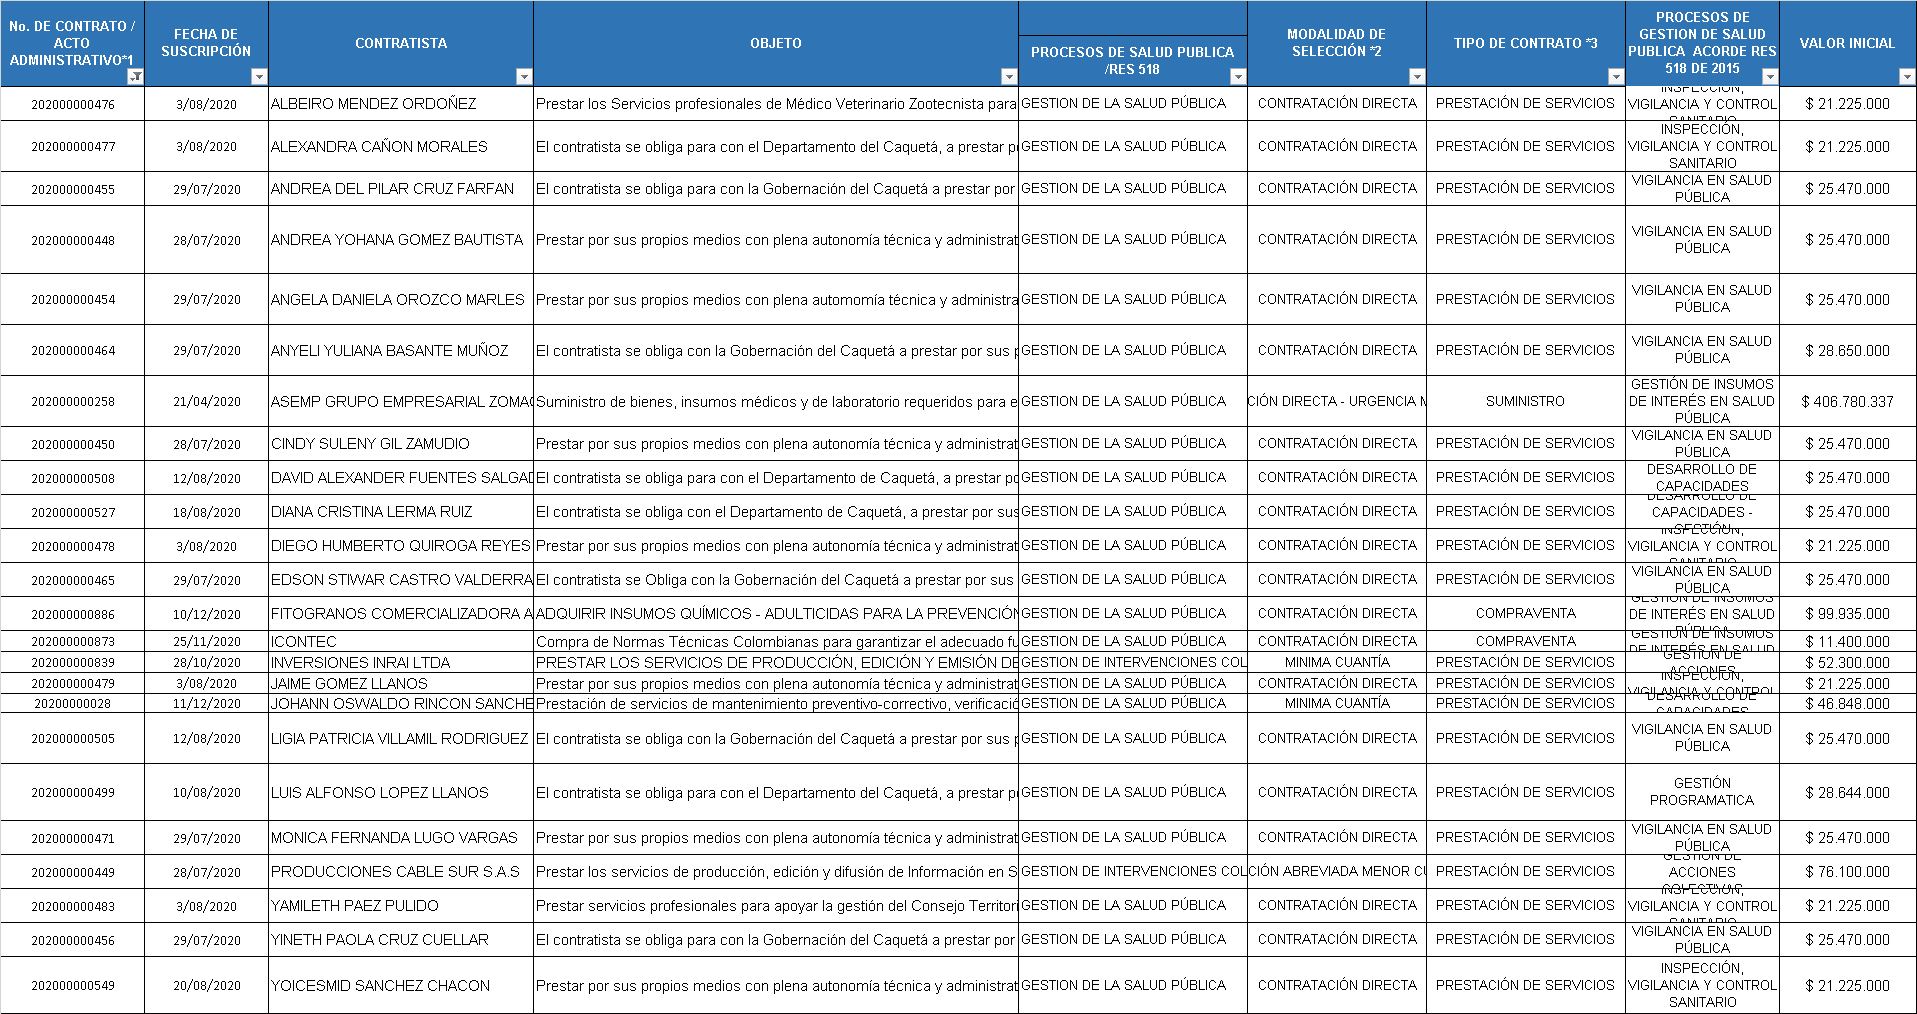 No. DE CONTRATO / ACTO ADMINISTRATIVO*1 FECHA DE SUSCRIPCIÓN CONTRATISTA OBJETO PROCESOS DE SALUD PUBLICA /RES 518 MODALIDAD DE SELECCIÓN *2 TIPO DE CONTRATO *3 PROCESOS DE GESTION DE SALUD PUBLICA ACORDE RES 518 DE 2015 VALOR INICIAL
202000000476 3/08/2020 ALBEIRO MENDEZ ORDOÑEZ Prestar los Servicios profesionales de Médico Veterinario Zootecnista para GESTION DE LA SALUD PÚBLICA CONTRATACIÓN DIRECTA PRESTACIÓN DE SERVICIOS INSPECCIÓN, VIGILANCIA Y CONTROL SANITARIO $ 21.225.000
202000000477 3/08/2020 ALEXANDRA CAÑON MORALES El contratista se obliga para con el Departamento del Caquetá, a prestar GESTION DE LA SALUD PÚBLICA CONTRATACIÓN DIRECTA PRESTACIÓN DE SERVICIOS INSPECCIÓN, VIGILANCIA Y CONTROL SANITARIO $ 21.225.000
202000000455 29/07/2020 ANDREA DEL PILAR CRUZ FARFAN El contratista se obliga para con la Gobernación del Caquetá a prestar por GESTION DE LA SALUD PÚBLICA CONTRATACIÓN DIRECTA PRESTACIÓN DE SERVICIOS VIGILANCIA EN SALUD PÚBLICA $ 25.470.000
202000000448 28/07/2020 ANDREA YOHANA GOMEZ BAUTISTA Prestar por sus propios medios con plena autonomía técnica y administrat GESTION DE LA SALUD PÚBLICA CONTRATACIÓN DIRECTA PRESTACIÓN DE SERVICIOS VIGILANCIA EN SALUD PÚBLICA $ 25.470.000
202000000454 29/07/2020 ANGELA DANIELA OROZCO MARLES Prestar por sus propios medios con plena automomía técnica y administra GESTION DE LA SALUD PÚBLICA CONTRATACIÓN DIRECTA PRESTACIÓN DE SERVICIOS VIGILANCIA EN SALUD PÚBLICA $ 25.470.000
202000000464 29/07/2020 ANYELI YULIANA BASANTE MUÑOZ El contratista se obliga con la Gobernación del Caquetá a prestar por sus GESTION DE LA SALUD PÚBLICA CONTRATACIÓN DIRECTA PRESTACIÓN DE SERVICIOS VIGILANCIA EN SALUD PÚBLICA $ 28.650.000
202000000258 21/04/2020 ASEMP GRUPO EMPRESARIAL ZOMAC Suministro de bienes, insumos médicos y de laboratorio requeridos para e GESTION DE LA SALUD PÚBLICA CIÓN DIRECTA - URGENCIA M SUMINISTRO GESTIÓN DE INSUMOS DE INTERÉS EN SALUD PÚBLICA $ 406.780.337
202000000450 28/07/2020 CINDY SULENY GIL ZAMUDIO Prestar por sus propios medios con plena autonomía técnica y administrat GESTION DE LA SALUD PÚBLICA CONTRATACIÓN DIRECTA PRESTACIÓN DE SERVICIOS VIGILANCIA EN SALUD PÚBLICA $ 25.470.000
202000000508 12/08/2020 DAVID ALEXANDER FUENTES SALGAD El contratista se obliga para con el Departamento de Caquetá, a prestar po GESTION DE LA SALUD PÚBLICA CONTRATACIÓN DIRECTA PRESTACIÓN DE SERVICIOS DESARROLLO DE CAPACIDADES $ 25.470.000
202000000527 18/08/2020 DIANA CRISTINA LERMA RUIZ El contratista se obliga con el Departamento de Caquetá, a prestar por sus GESTION DE LA SALUD PÚBLICA CONTRATACIÓN DIRECTA PRESTACIÓN DE SERVICIOS DESARROLLO DE CAPACIDADES - GESTIÓN $ 25.470.000
202000000478 3/08/2020 DIEGO HUMBERTO QUIROGA REYES Prestar por sus propios medios con plena autonomía técnica y administrat GESTION DE LA SALUD PÚBLICA CONTRATACIÓN DIRECTA PRESTACIÓN DE SERVICIOS INSPECCIÓN, VIGILANCIA Y CONTROL SANITARIO $ 21.225.000
202000000465 29/07/2020 EDSON STIWAR CASTRO VALDERRA El contratista se Obliga con la Gobernación del Caquetá a prestar por sus GESTION DE LA SALUD PÚBLICA CONTRATACIÓN DIRECTA PRESTACIÓN DE SERVICIOS VIGILANCIA EN SALUD PÚBLICA $ 25.470.000
202000000886 10/12/2020 FITOGRANOS COMERCIALIZADORA A ADQUIRIR INSUMOS QUÍMICOS - ADULTICIDAS PARA LA PREVENCIÓN GESTION DE LA SALUD PÚBLICA CONTRATACIÓN DIRECTA COMPRAVENTA GESTIÓN DE INSUMOS DE INTERÉS EN SALUD PÚBLICA $ 99.935.000
202000000873 25/11/2020 ICONTEC Compra de Normas Técnicas Colombianas para garantizar el adecuado fu GESTION DE LA SALUD PÚBLICA CONTRATACIÓN DIRECTA COMPRAVENTA GESTIÓN DE INSUMOS DE INTERÉS EN SALUD $ 11.400.000
202000000839 28/10/2020 INVERSIONES INRAI LTDA PRESTAR LOS SERVICIOS DE PRODUCCIÓN, EDICIÓN Y EMISIÓN DE GESTION DE INTERVENCIONES COL MINIMA CUANTÍA PRESTACIÓN DE SERVICIOS GESTIÓN DE ACCIONES $ 52.300.000
202000000479 3/08/2020 JAIME GOMEZ LLANOS Prestar por sus propios medios con plena autonomía técnica y administrat GESTION DE LA SALUD PÚBLICA CONTRATACIÓN DIRECTA PRESTACIÓN DE SERVICIOS INSPECCIÓN, VIGILANCIA Y CONTROL $ 21.225.000
20200000028 11/12/2020 JOHANN OSWALDO RINCON SANCHE Prestación de servicios de mantenimiento preventivo-correctivo, verificació GESTION DE LA SALUD PÚBLICA MINIMA CUANTÍA PRESTACIÓN DE SERVICIOS DESARROLLO DE CAPACIDADES $ 46.848.000
202000000505 12/08/2020 LIGIA PATRICIA VILLAMIL RODRIGUEZ El contratista se obliga con la Gobernación del Caquetá a prestar por sus GESTION DE LA SALUD PÚBLICA CONTRATACIÓN DIRECTA PRESTACIÓN DE SERVICIOS VIGILANCIA EN SALUD PÚBLICA $ 25.470.000
202000000499 10/08/2020 LUIS ALFONSO LOPEZ LLANOS El contratista se obliga para con el Departamento del Caquetá, a prestar GESTION DE LA SALUD PÚBLICA CONTRATACIÓN DIRECTA PRESTACIÓN DE SERVICIOS GESTIÓN PROGRAMATICA $ 28.644.000
202000000471 29/07/2020 MONICA FERNANDA LUGO VARGAS Prestar por sus propios medios con plena autonomía técnica y administrat GESTION DE LA SALUD PÚBLICA CONTRATACIÓN DIRECTA PRESTACIÓN DE SERVICIOS VIGILANCIA EN SALUD PÚBLICA $ 25.470.000
202000000449 28/07/2020 PRODUCCIONES CABLE SUR S.A.S Prestar los servicios de producción, edición y difusión de Información en S GESTION DE INTERVENCIONES COL CIÓN ABREVIADA MENOR CU PRESTACIÓN DE SERVICIOS GESTIÓN DE ACCIONES COLECTIVAS $ 76.100.000
202000000483 3/08/2020 YAMILETH PAEZ PULIDO Prestar servicios profesionales para apoyar la gestión del Consejo Territori GESTION DE LA SALUD PÚBLICA CONTRATACIÓN DIRECTA PRESTACIÓN DE SERVICIOS INSPECCIÓN, VIGILANCIA Y CONTROL SANITARIO $ 21.225.000
202000000456 29/07/2020 YINETH PAOLA CRUZ CUELLAR El contratista se obliga para con la Gobernación del Caquetá a prestar por GESTION DE LA SALUD PÚBLICA CONTRATACIÓN DIRECTA PRESTACIÓN DE SERVICIOS VIGILANCIA EN SALUD PÚBLICA $ 25.470.000
202000000549 20/08/2020 YOICESMID SANCHEZ CHACON Prestar por sus propios medios con plena autonomía técnica y administrat GESTION DE LA SALUD PÚBLICA CONTRATACIÓN DIRECTA PRESTACIÓN DE SERVICIOS INSPECCIÓN, VIGILANCIA Y CONTROL SANITARIO $ 21.225.000